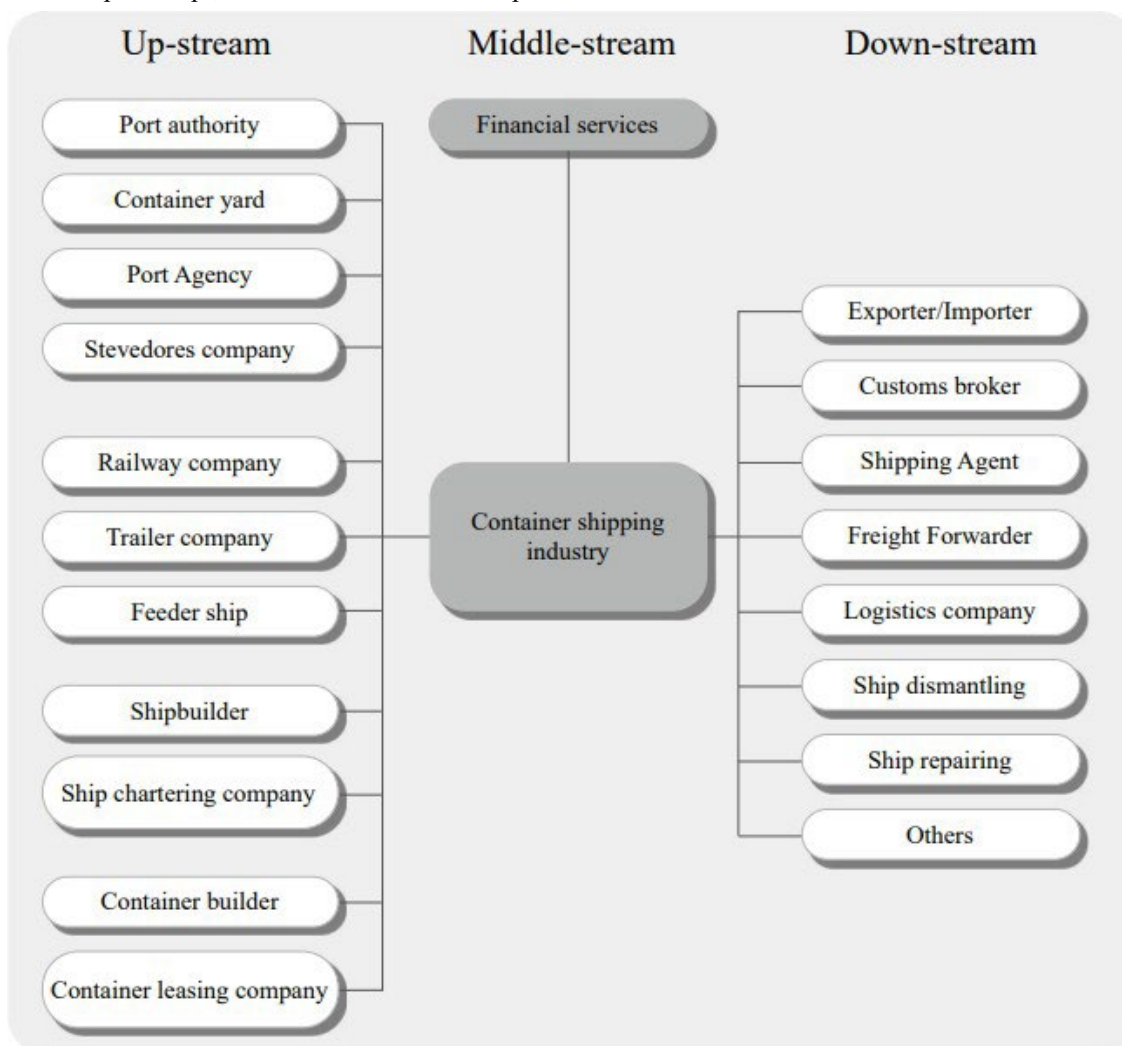 Up-stream
Middle-stream
Down-stream
Port authority
Container yard
Port Agency
Stevedores company
Railway company
Trailer company
Feeder ship
Shipbuilder
Ship chartering company
Container builder
Container leasing company
Financial services
Container shipping
industry
Exporter/Importer
Customs broker
Shipping Agent
Freight Forwarder
Logistics company
Ship dismantling
Ship repairing
Others